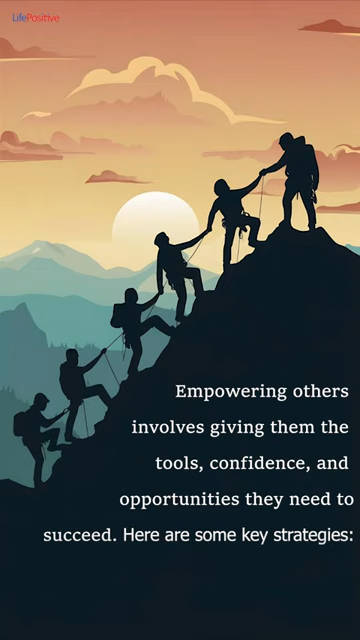 LifePositive
Empowering others
involves giving them the
tools, confidence, and
opportunities they need to
succeed. Here are some key strategies: